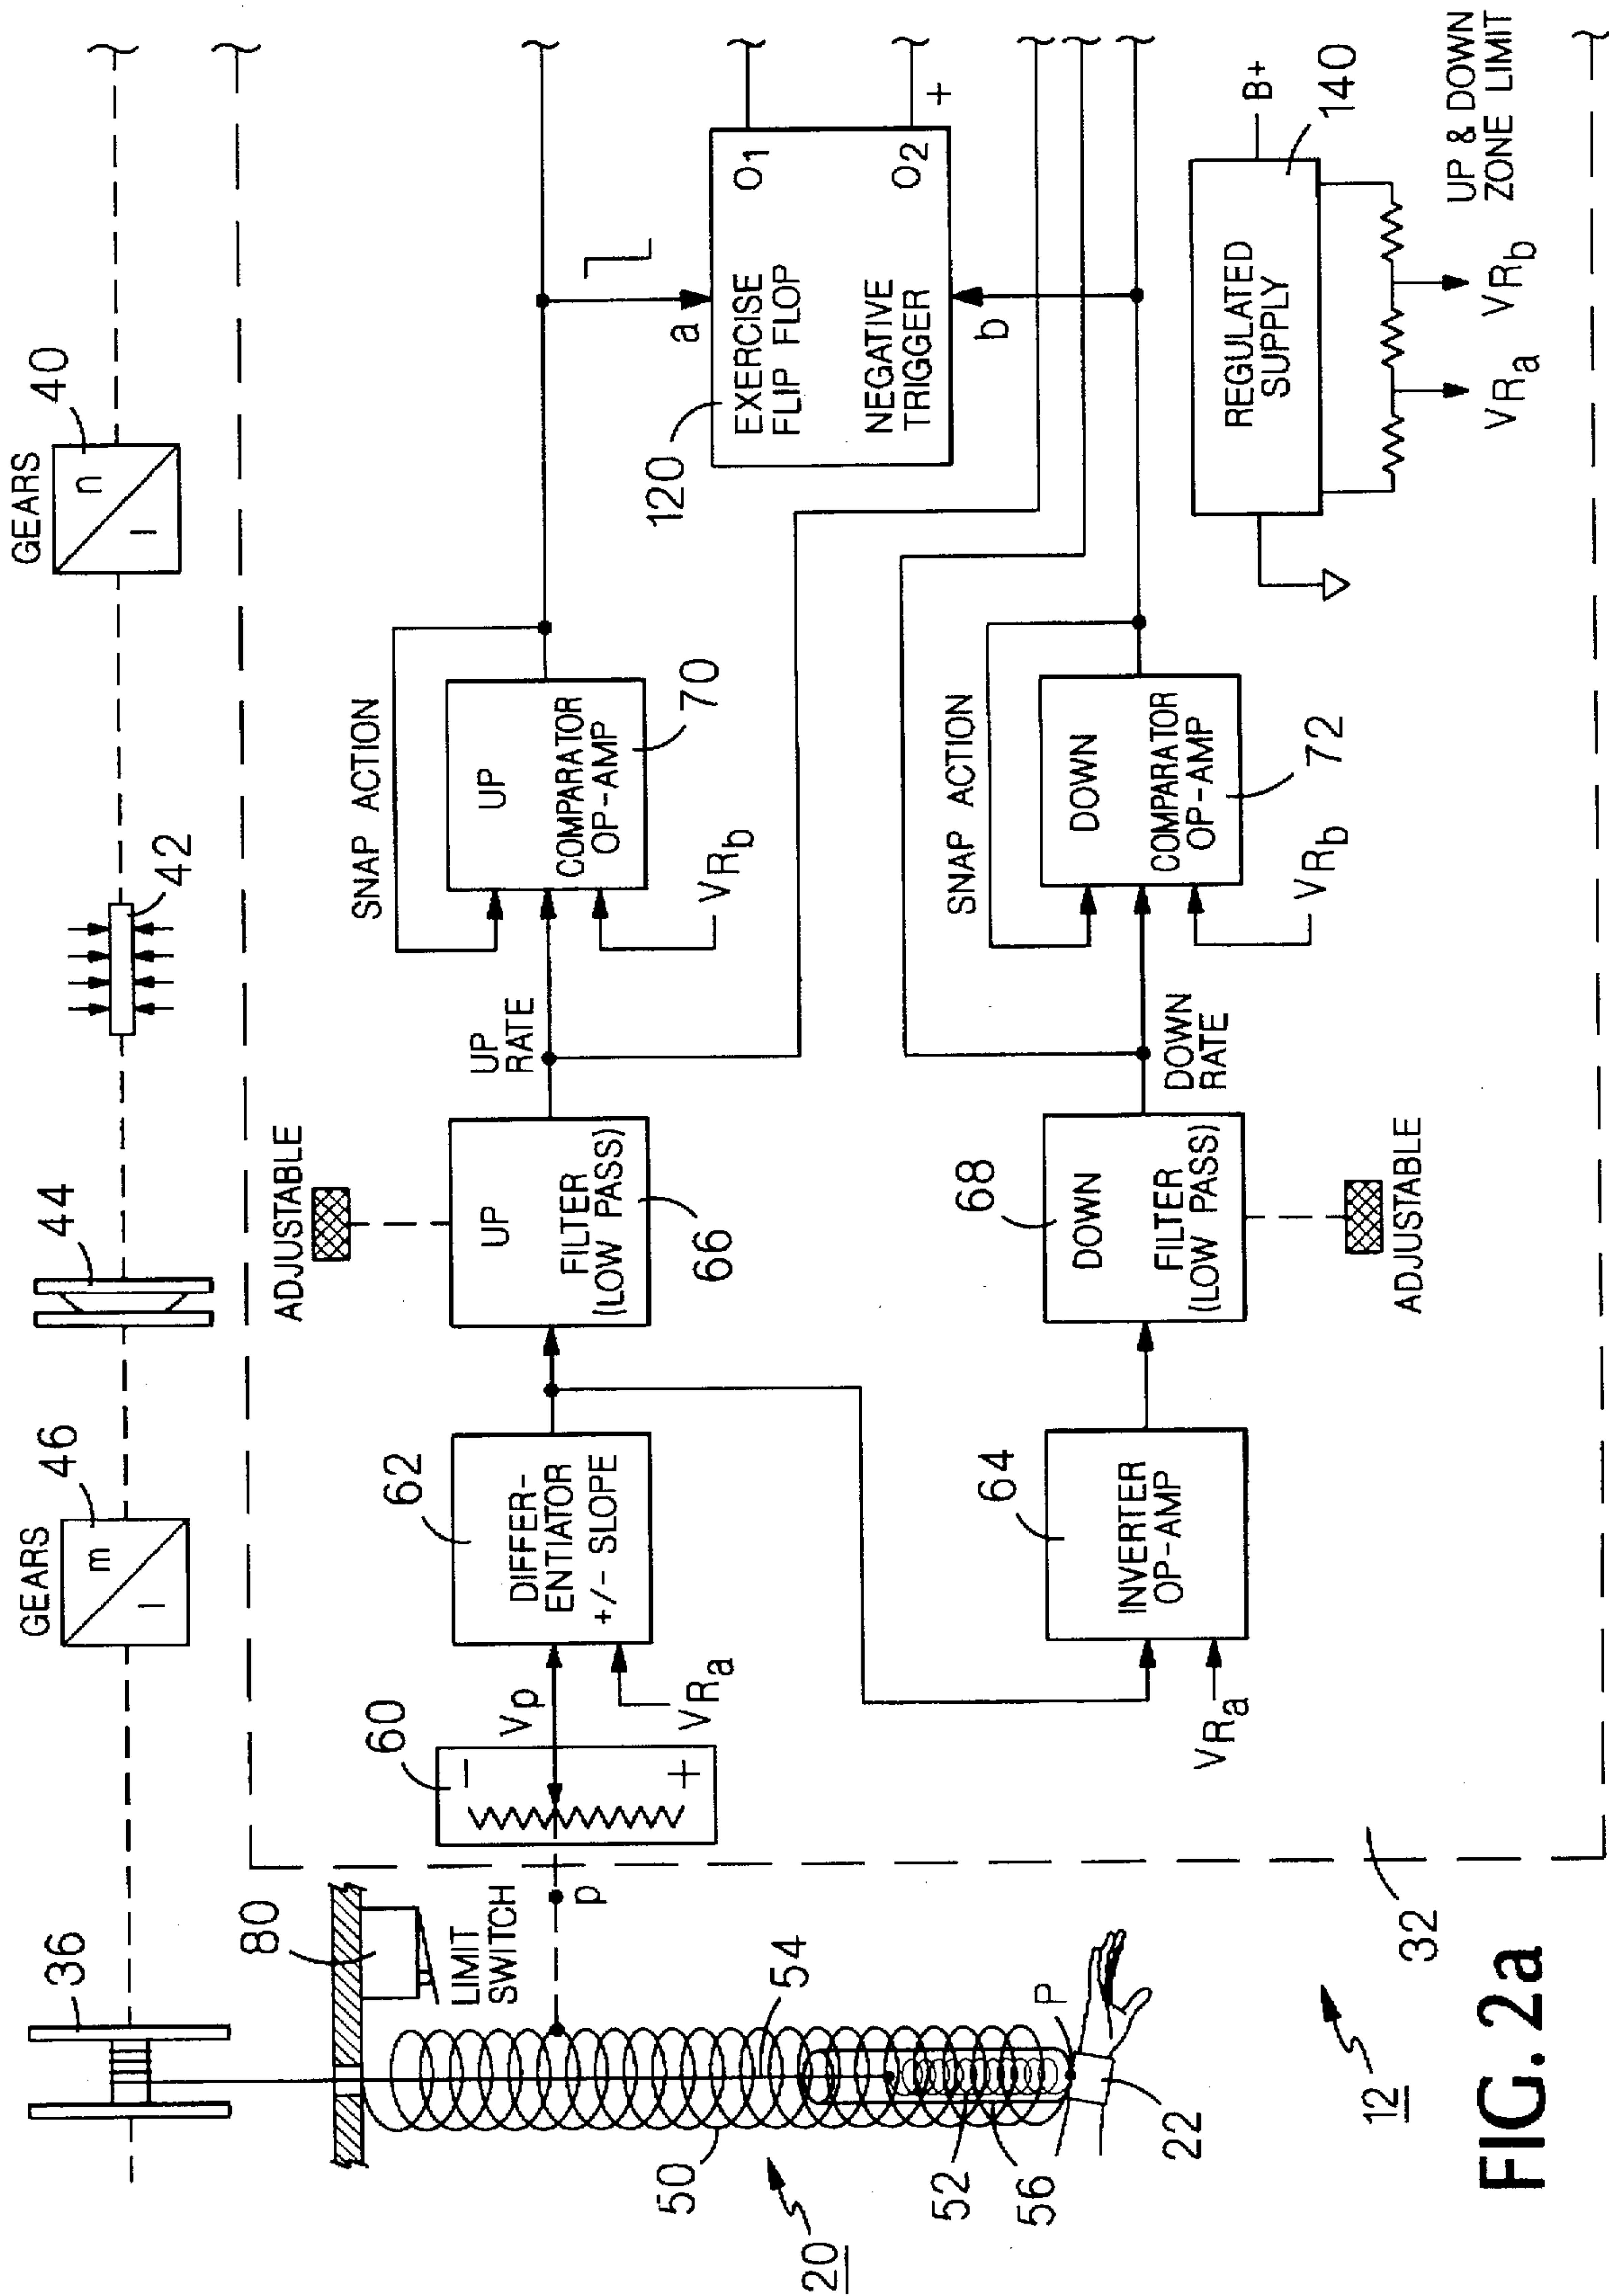 36
GEARS
m
1
46
44
42
GEARS
n
1
40
80
LIMIT
SWITCH
p
54
P
50
20
52
56
22
12
32
60
−
+
Vp
VRa
62
DIFFER-
ENTIATOR
+/- SLOPE
ADJUSTABLE
UP
FILTER
(LOW PASS)
66
UP
RATE
SNAP ACTION
UP
COMPARATOR
OP-AMP
70
VRb
a
120
EXERCISE
FLIP FLOP
NEGATIVE
TRIGGER
O1
O2
+
b
VRa
64
INVERTER
OP-AMP
68
DOWN
FILTER
(LOW PASS)
ADJUSTABLE
DOWN
RATE
SNAP ACTION
DOWN
COMPARATOR
OP-AMP
72
VRb
REGULATED
SUPPLY
B+
140
VRa
VRb
UP & DOWN
ZONE LIMIT
FIG. 2a